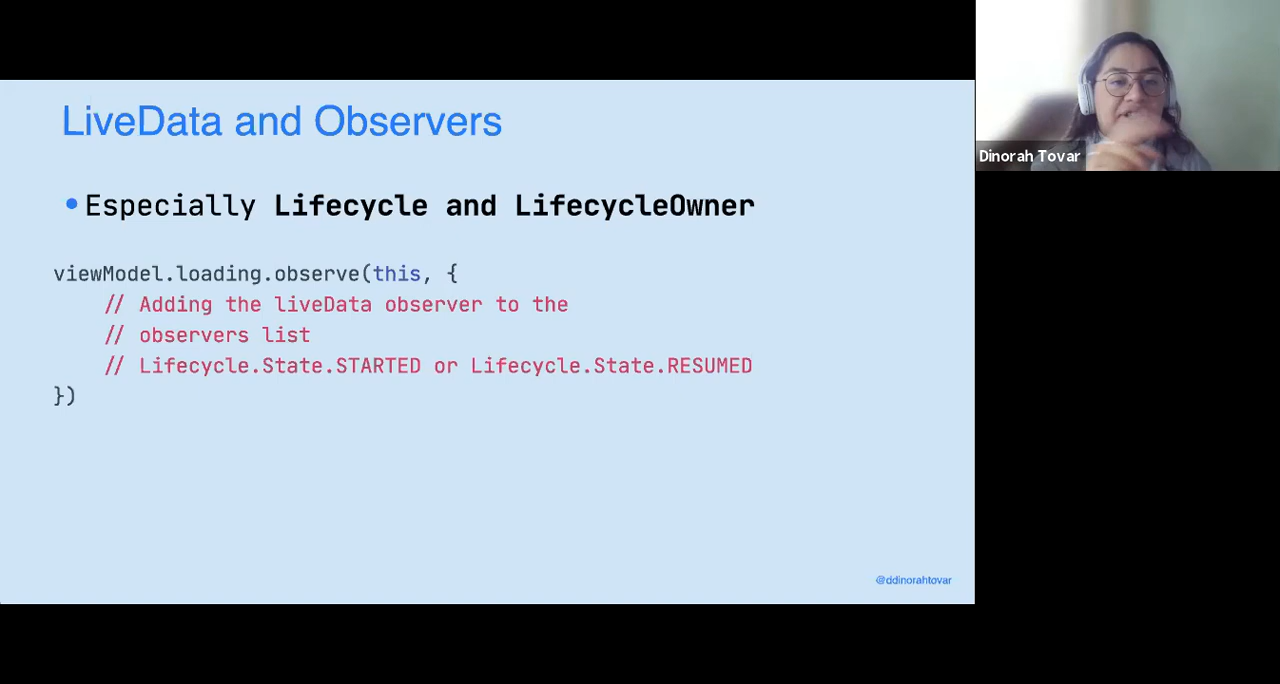 LiveData and Observers
Dinorah Tovar
• Especially Lifecycle and LifecycleOwner
viewModel.loading.observe(this, {
// Adding the liveData observer to the
// observers list
// Lifecycle.State.STARTED or Lifecycle.State.RESUMED
})
@ddinorahtovar